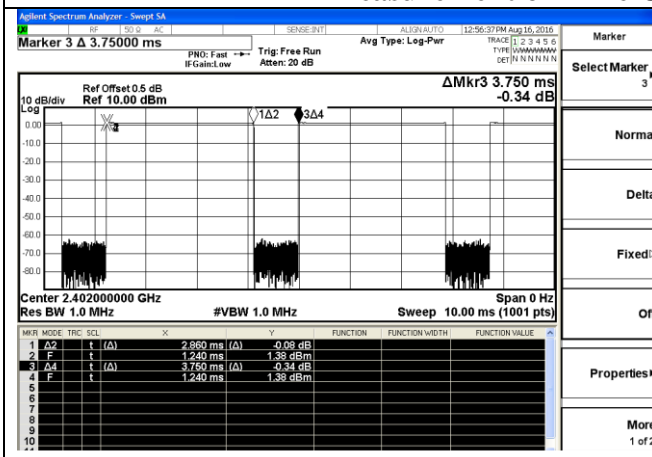 Agilent Spectrum Analyzer - Swept SA
RF 50 Ω AC SENSE:INT ALIGN AUTO 12:56:37 PM Aug 16, 2016
Marker 3 Δ 3.75000 ms
Avg Type: Log-Pwr
TRACE 1 2 3 4 5 6
TYPE WWWWWW
DET N N N N N N
PNO: Fast
IFGain:Low
Trig: Free Run
Atten: 20 dB
Ref Offset 0.5 dB
10 dB/div Ref 10.00 dBm
Log
ΔMkr3 3.750 ms
-0.34 dB
1Δ2 3Δ4
0.00
-10.0
-20.0
-30.0
-40.0
-50.0
-60.0
-70.0
-80.0
Center 2.402000000 GHz Span 0 Hz
Res BW 1.0 MHz #VBW 1.0 MHz Sweep 10.00 ms (1001 pts)
MKR MODE TRC SCL X Y FUNCTION FUNCTION WIDTH FUNCTION VALUE
1 Δ2 t (Δ) 2.860 ms (Δ) -0.08 dB
2 F t 1.240 ms 1.38 dBm
3 Δ4 t (Δ) 3.750 ms (Δ) -0.34 dB
4 F t 1.240 ms 1.38 dBm
5
6
7
8
9
10
Marker
Select Marker
3
Norma
Delta
Fixed
Of
Properties
More
1 of 2